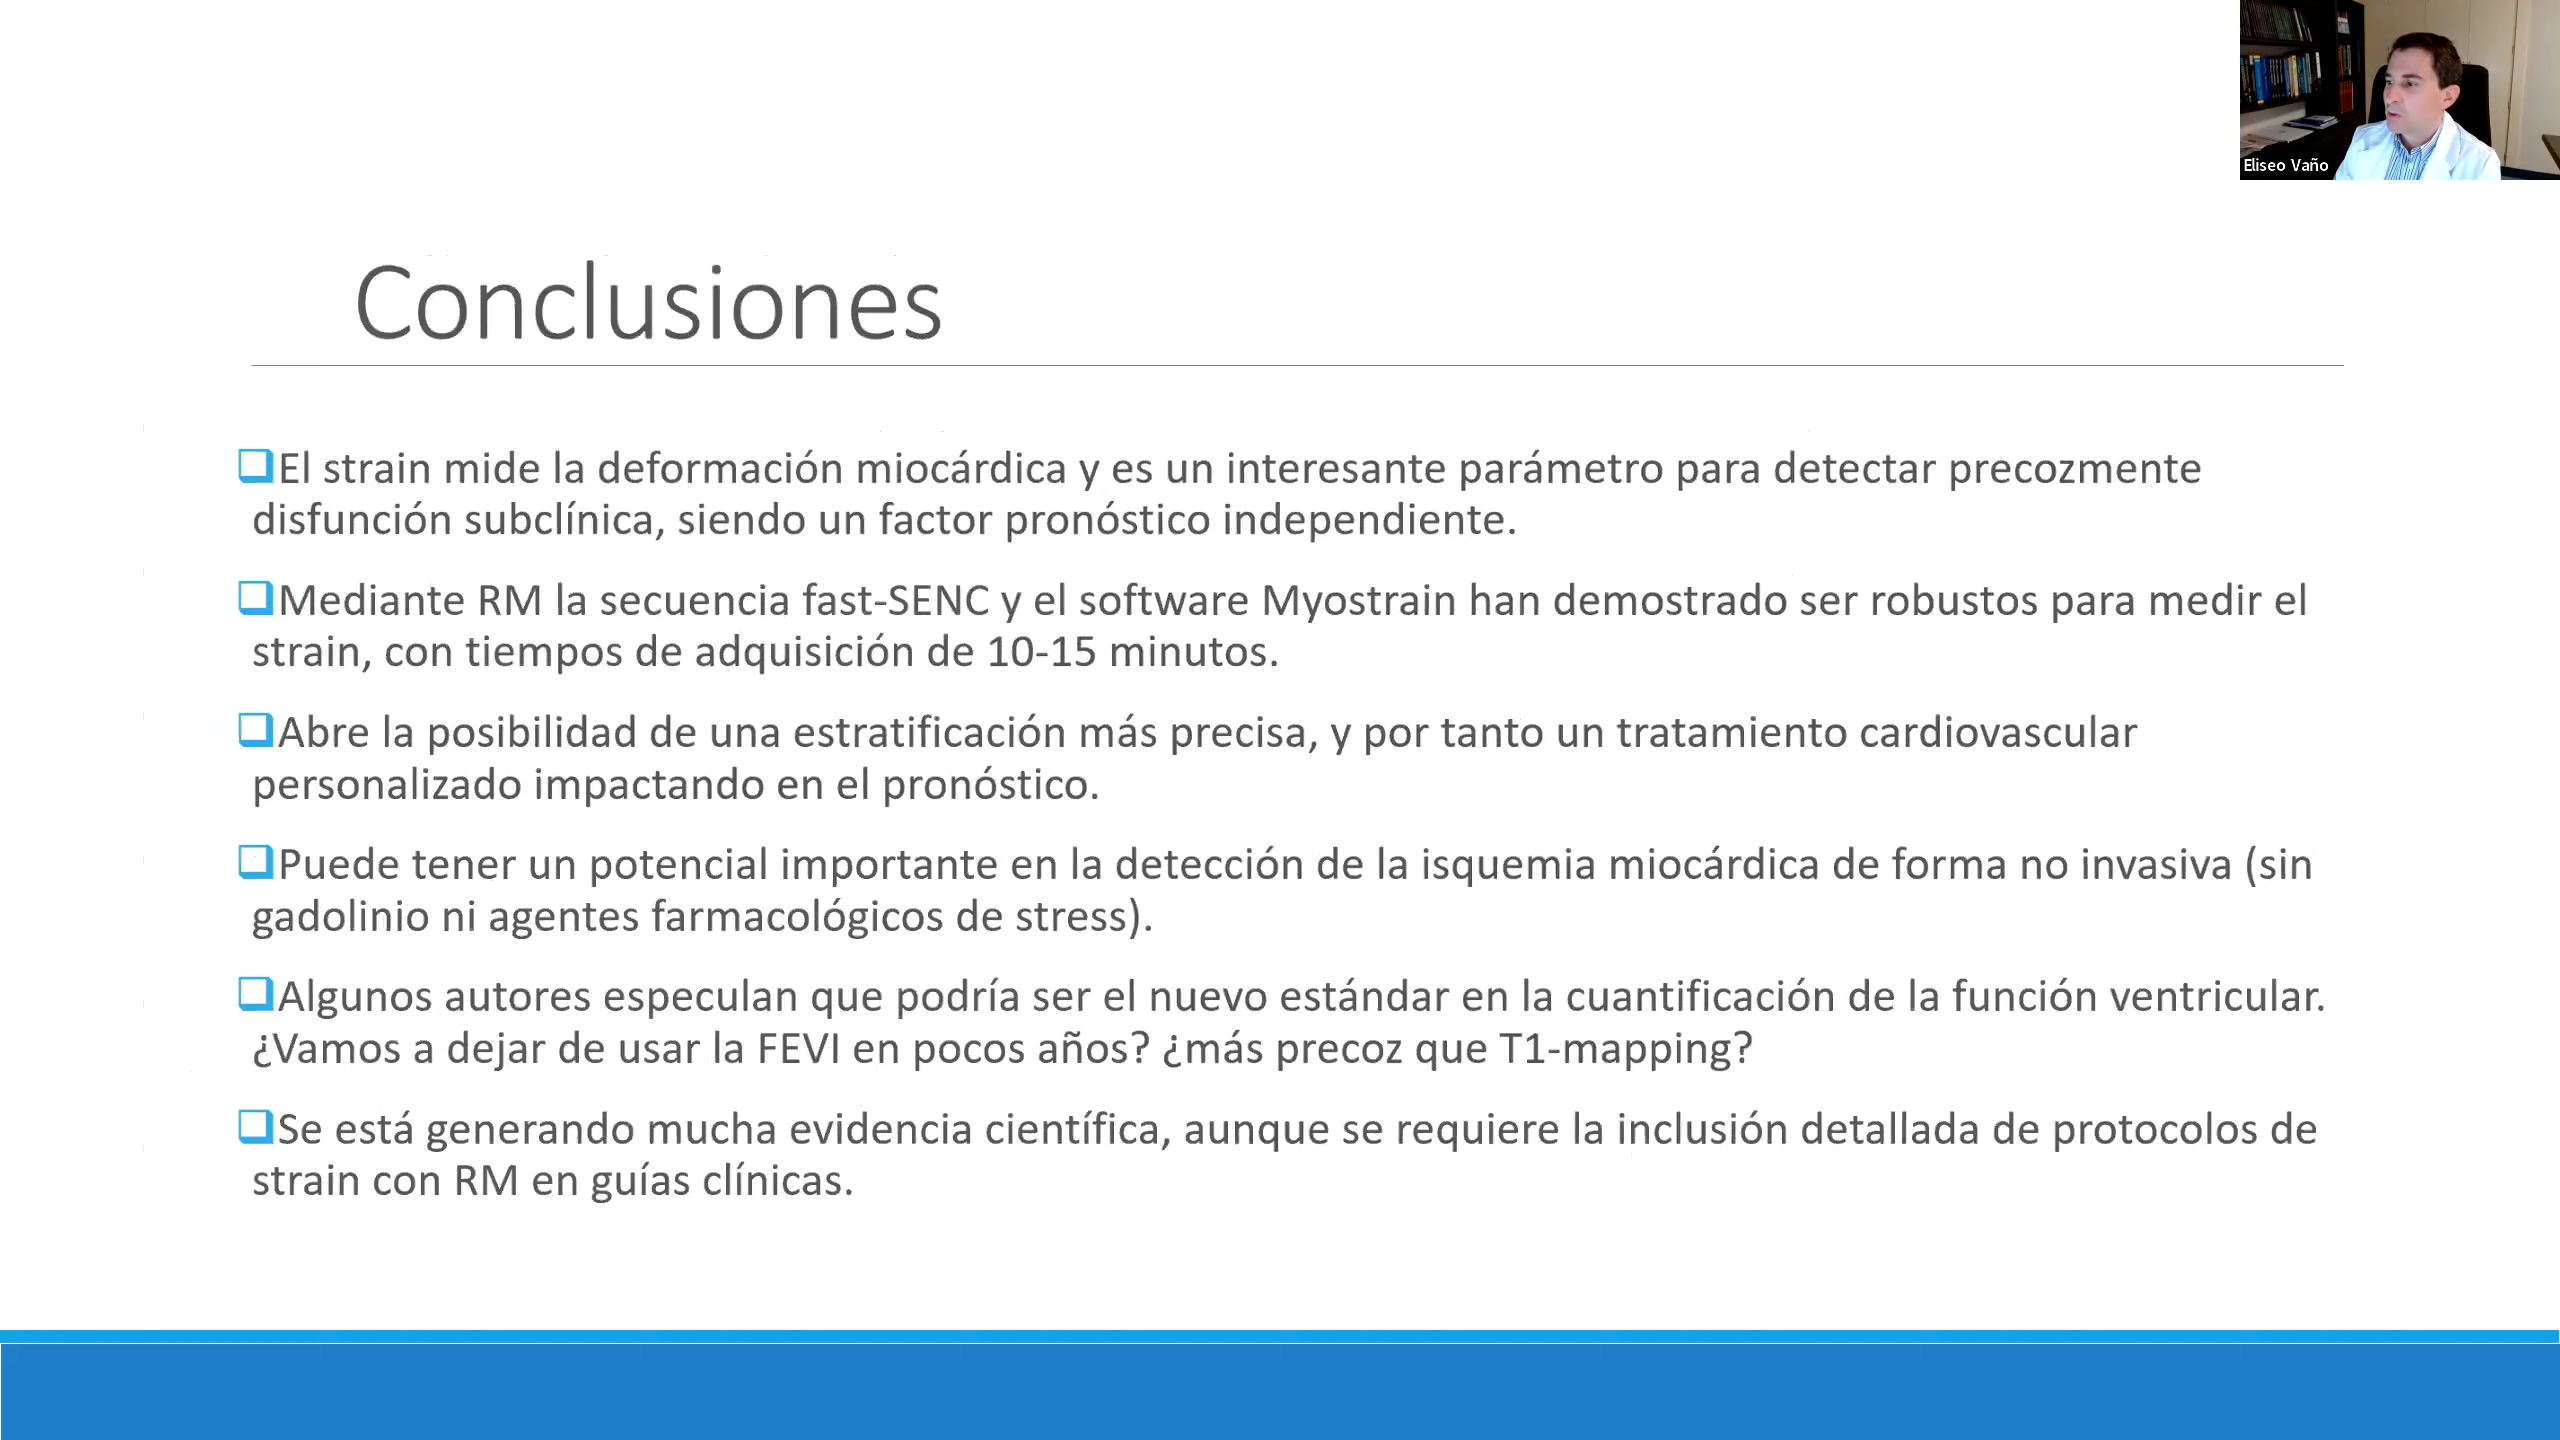 Eliseo Vaño
Conclusiones
El strain mide la deformación miocárdica y es un interesante parámetro para detectar precozmente
disfunción subclínica, siendo un factor pronóstico independiente.
Mediante RM la secuencia fast-SENC y el software Myostrain han demostrado ser robustos para medir el
strain, con tiempos de adquisición de 10-15 minutos.
Abre la posibilidad de una estratificación más precisa, y por tanto un tratamiento cardiovascular
personalizado impactando en el pronóstico.
Puede tener un potencial importante en la detección de la isquemia miocárdica de forma no invasiva (sin
gadolinio ni agentes farmacológicos de stress).
Algunos autores especulan que podría ser el nuevo estándar en la cuantificación de la función ventricular.
¿Vamos a dejar de usar la FEVI en pocos años? ¿más precoz que T1-mapping?
Se está generando mucha evidencia científica, aunque se requiere la inclusión detallada de protocolos de
strain con RM en guías clínicas.